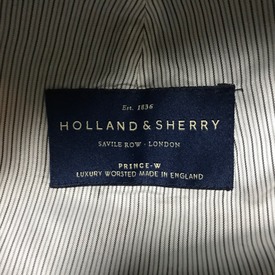 Est. 1836
HOLLAND & SHERRY
SAVILE ROW · LONDON
PRINCE-W
LUXURY WORSTED MADE IN ENGLAND